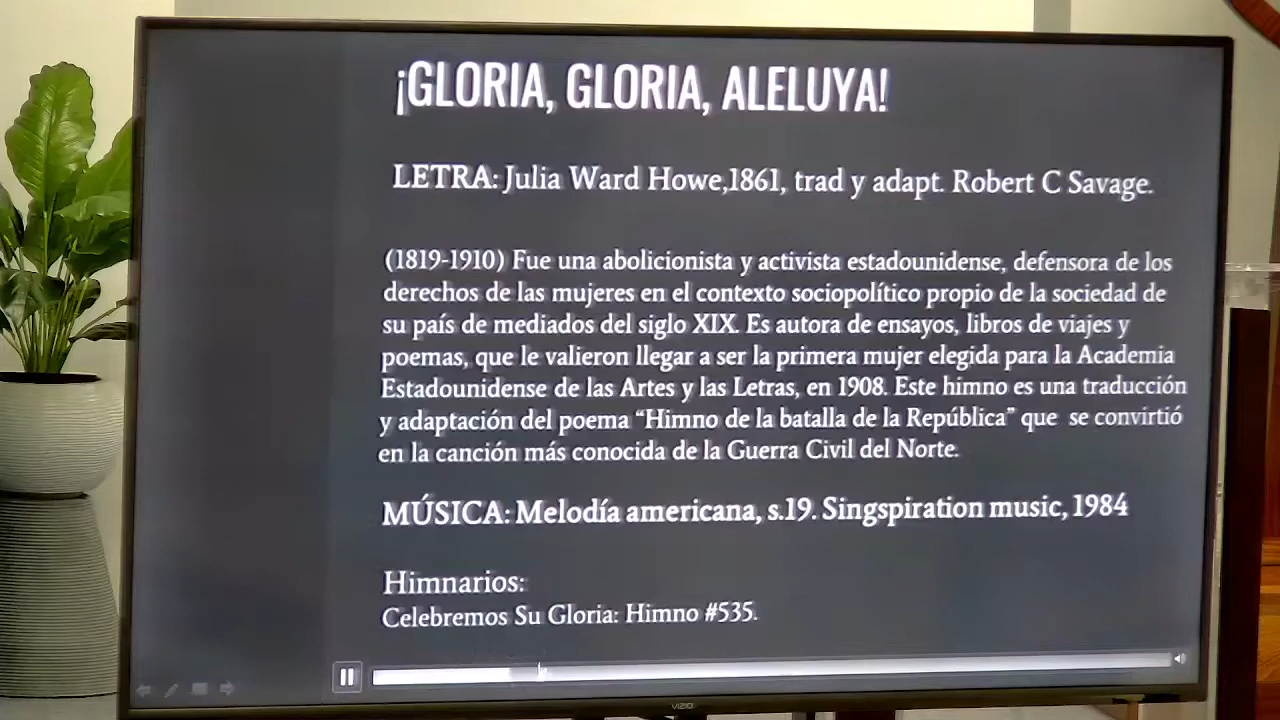 ¡GLORIA, GLORIA, ALELUYA!
LETRA: Julia Ward Howe,1861, trad y adapt. Robert C Savage.
(1819-1910) Fue una abolicionista y activista estadounidense, defensora de los
derechos de las mujeres en el contexto sociopolítico propio de la sociedad de
su país de mediados del siglo XIX. Es autora de ensayos, libros de viajes y
poemas, que le valieron llegar a ser la primera mujer elegida para la Academia
Estadounidense de las Artes y las Letras, en 1908. Este himno es una traducción
y adaptación del poema “Himno de la batalla de la República” que se convirtió
en la canción más conocida de la Guerra Civil del Norte.
MÚSICA: Melodía americana, s.19. Singspiration music, 1984
Himnarios:
Celebremos Su Gloria: Himno #535.
VIZIO